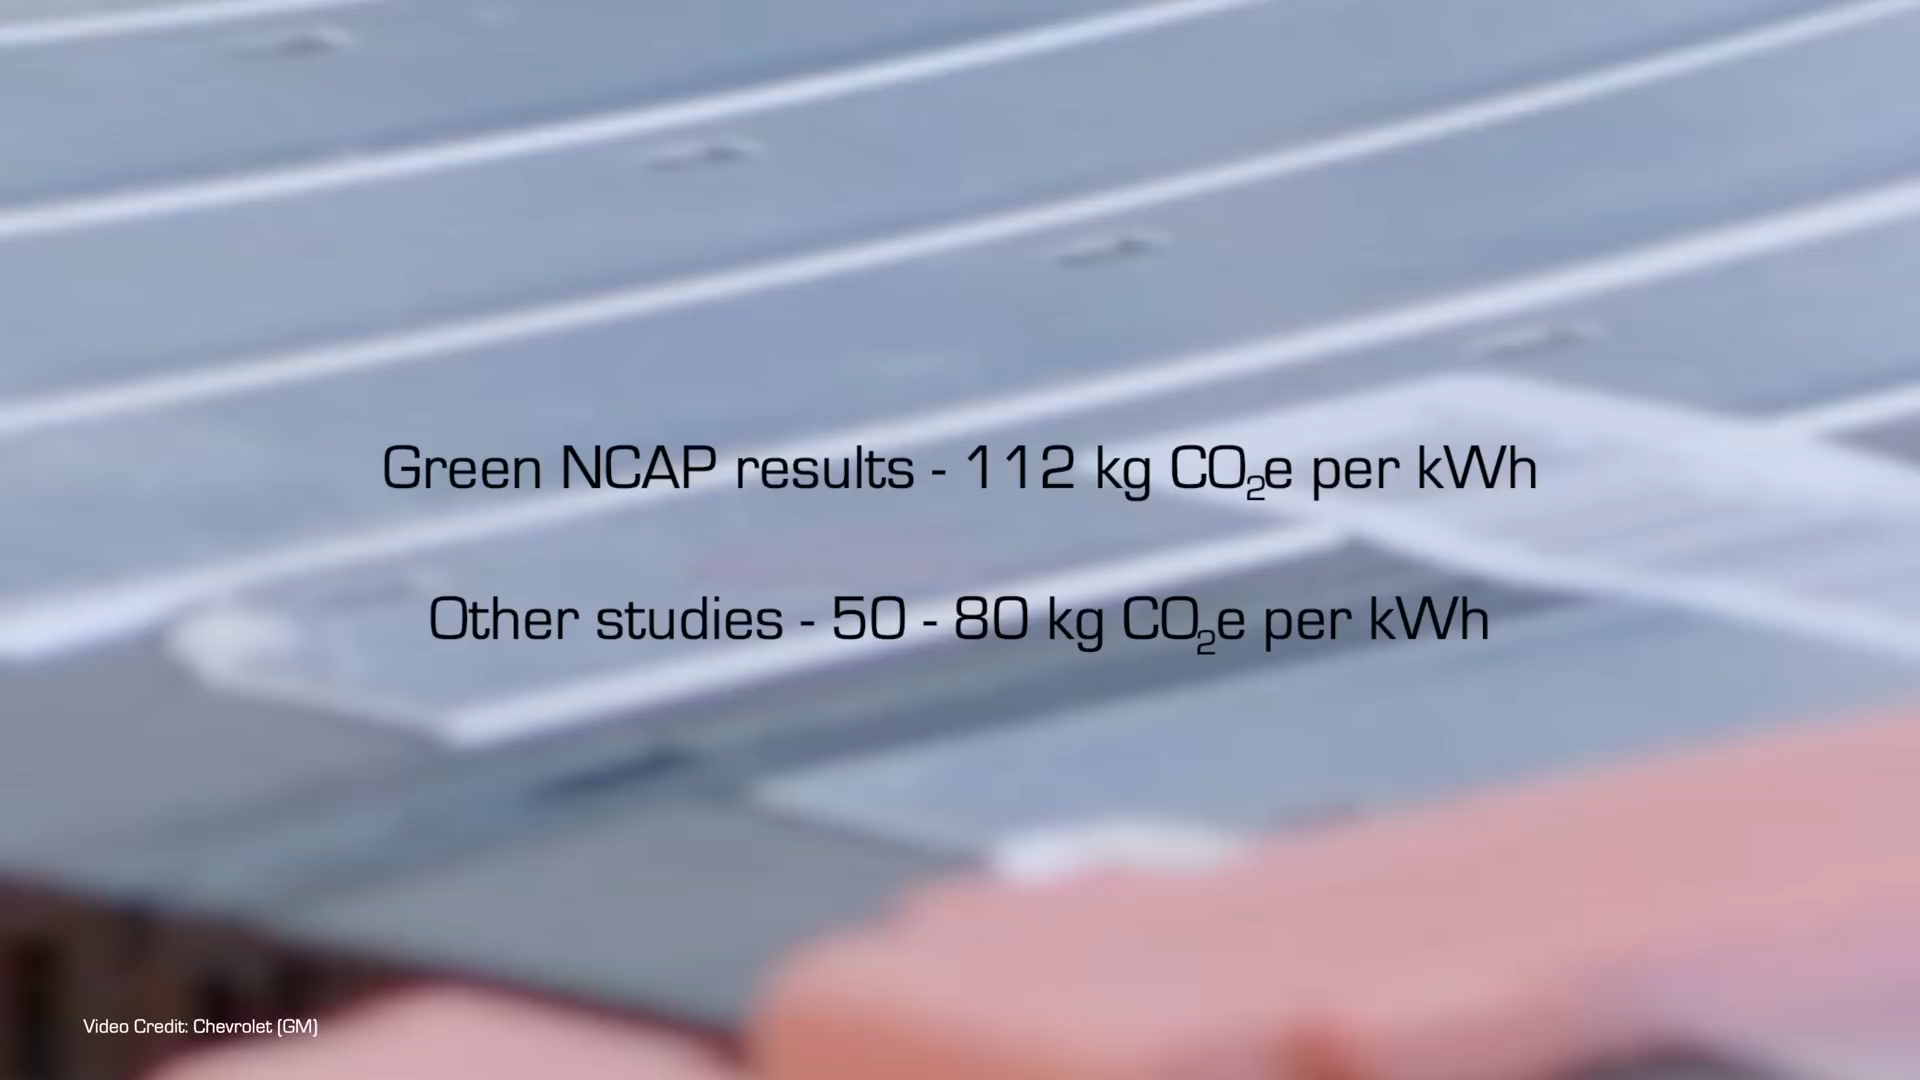 Green NCAP results - 112 kg CO₂e per kWh
Other studies - 50 - 80 kg CO₂e per kWh
Video Credit: Chevrolet (GM)